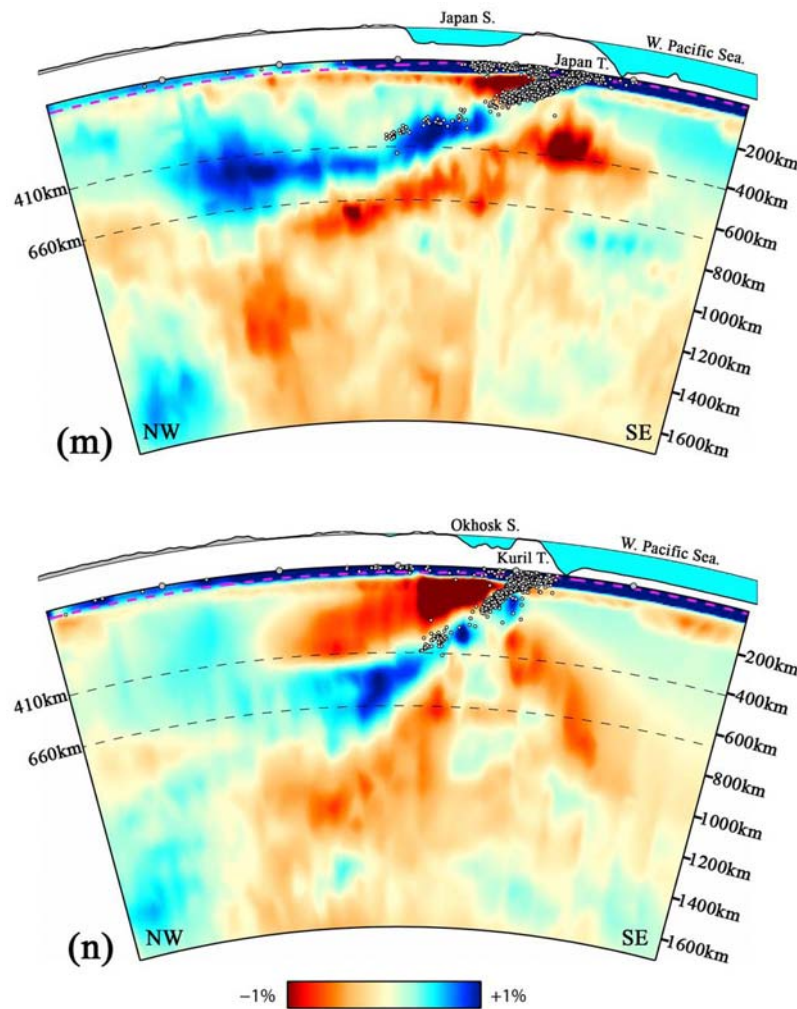 Japan S.
W. Pacific Sea.
Japan T.
200km
410km
400km
660km
600km
800km
1000km
1200km
1400km
(m)
NW
SE
1600km
Okhosk S.
W. Pacific Sea.
Kuril T.
200km
410km
400km
660km
600km
800km
1000km
1200km
1400km
(n)
NW
SE
1600km
−1%
+1%